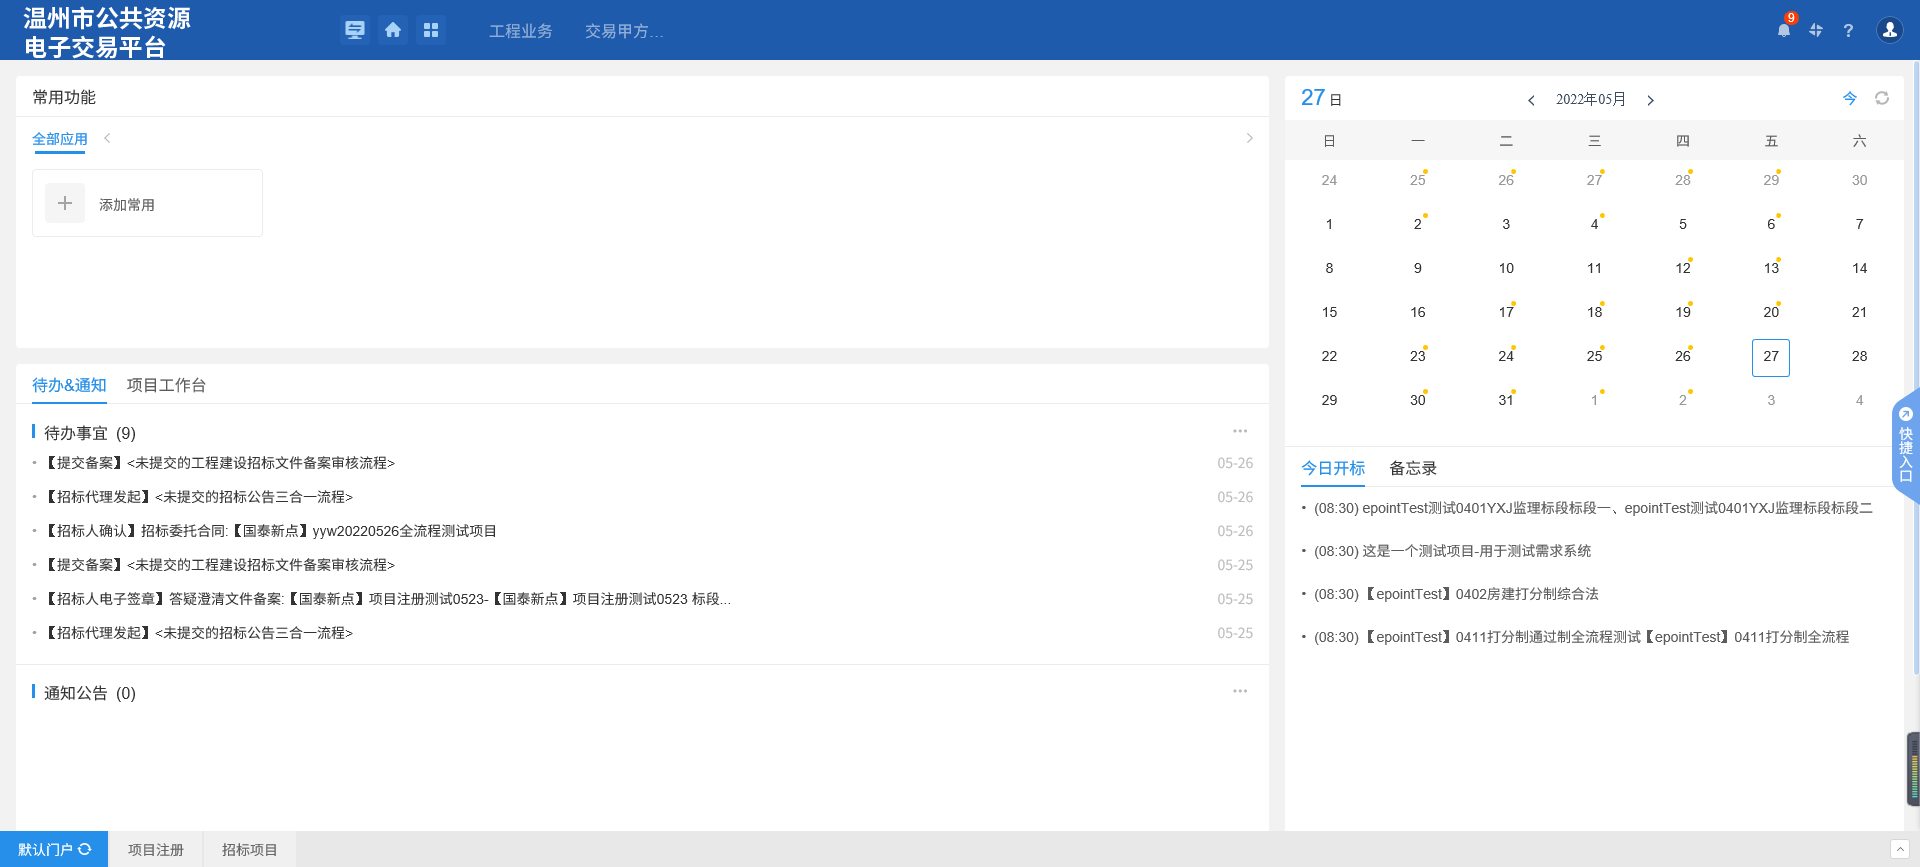 温州市公共资源
电子交易平台
工程业务 交易甲方...
9
?
常用功能
全部应用
添加常用
待办&通知 项目工作台
待办事宜 (9)
【提交备案】<未提交的工程建设招标文件备案审核流程> 05-26
【招标代理发起】<未提交的招标公告三合一流程> 05-26
【招标人确认】招标委托合同:【国泰新点】yyw20220526全流程测试项目 05-26
【提交备案】<未提交的工程建设招标文件备案审核流程> 05-25
【招标人电子签章】答疑澄清文件备案:【国泰新点】项目注册测试0523-【国泰新点】项目注册测试0523 标段... 05-25
【招标代理发起】<未提交的招标公告三合一流程> 05-25
通知公告 (0)
27 日 2022年05月 今
日 一 二 三 四 五 六
24 25 26 27 28 29 30
1 2 3 4 5 6 7
8 9 10 11 12 13 14
15 16 17 18 19 20 21
22 23 24 25 26 27 28
29 30 31 1 2 3 4
今日开标 备忘录
(08:30) epointTest测试0401YXJ监理标段标段一、epointTest测试0401YXJ监理标段标段二
(08:30) 这是一个测试项目-用于测试需求系统
(08:30) 【epointTest】0402房建打分制综合法
(08:30) 【epointTest】0411打分制通过制全流程测试【epointTest】0411打分制全流程
快捷入口
默认门户 项目注册 招标项目